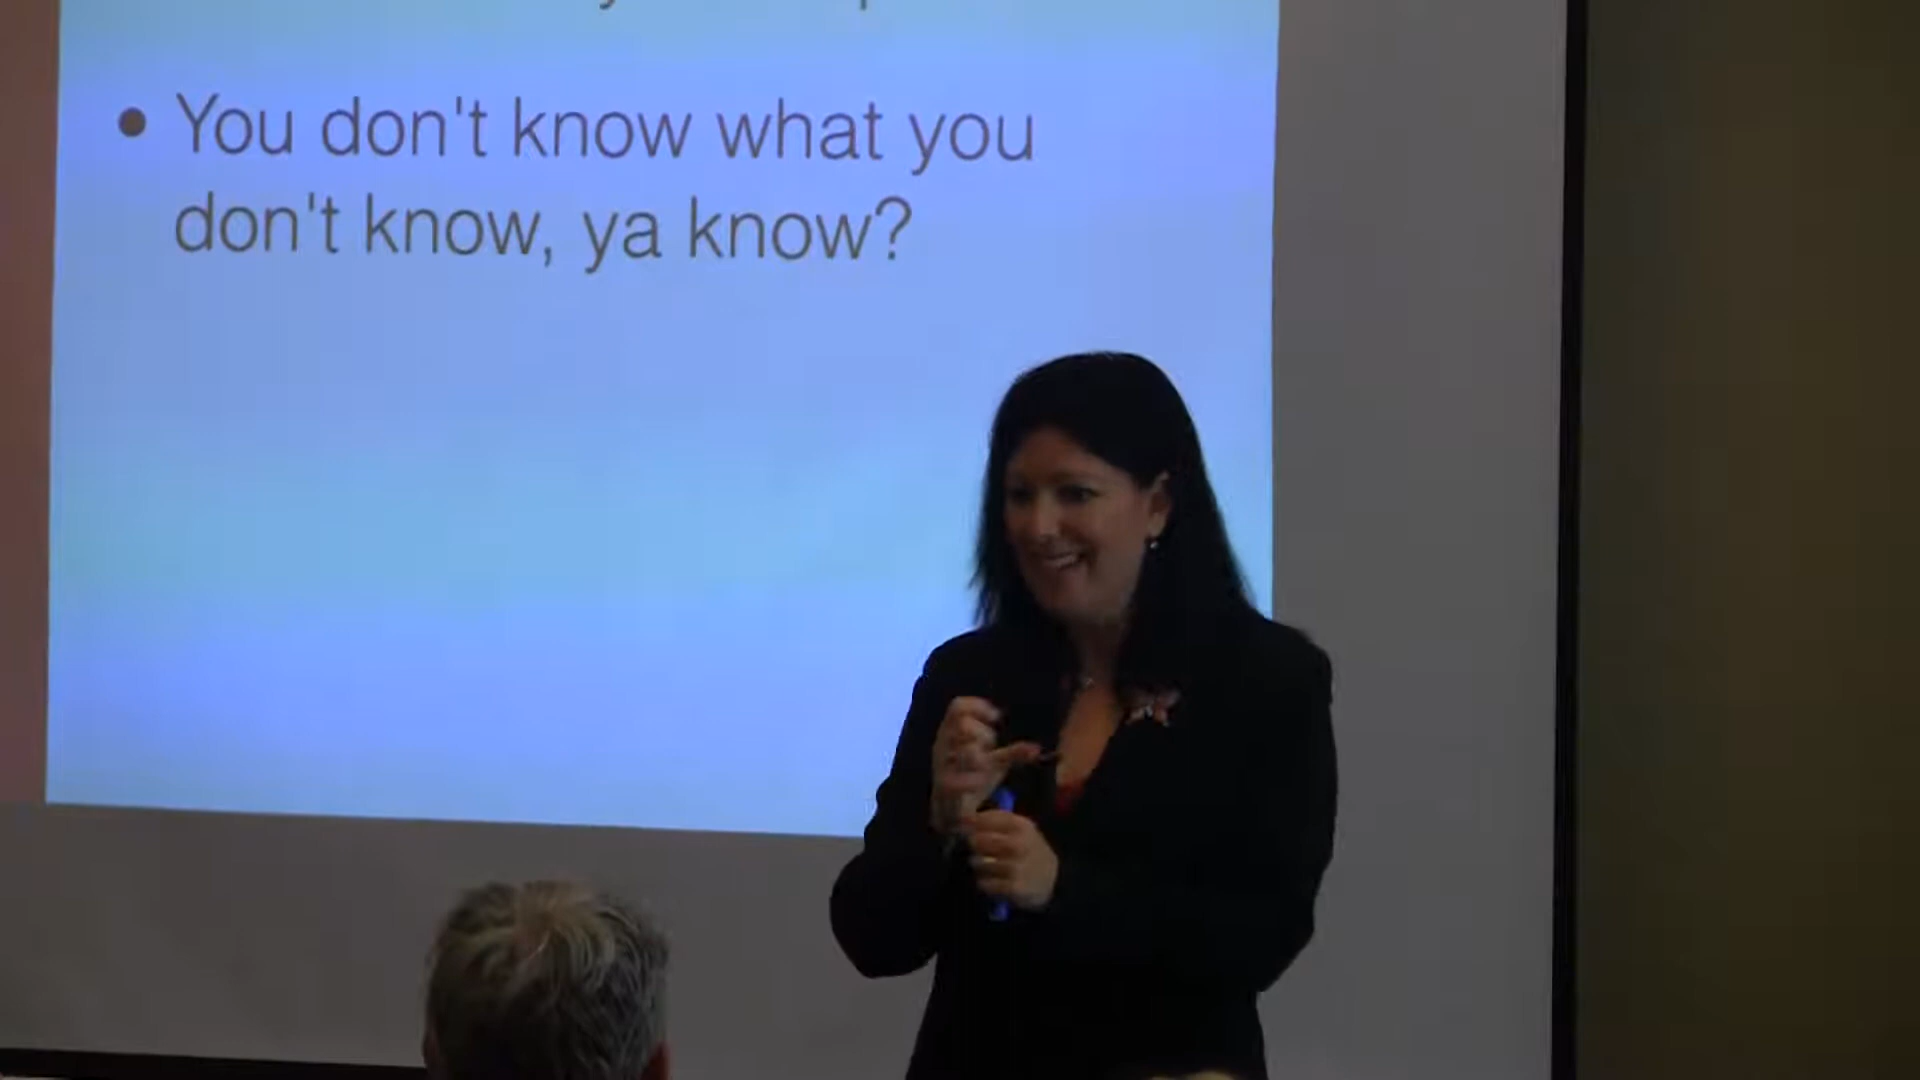 • You don't know what you
don't know, ya know?